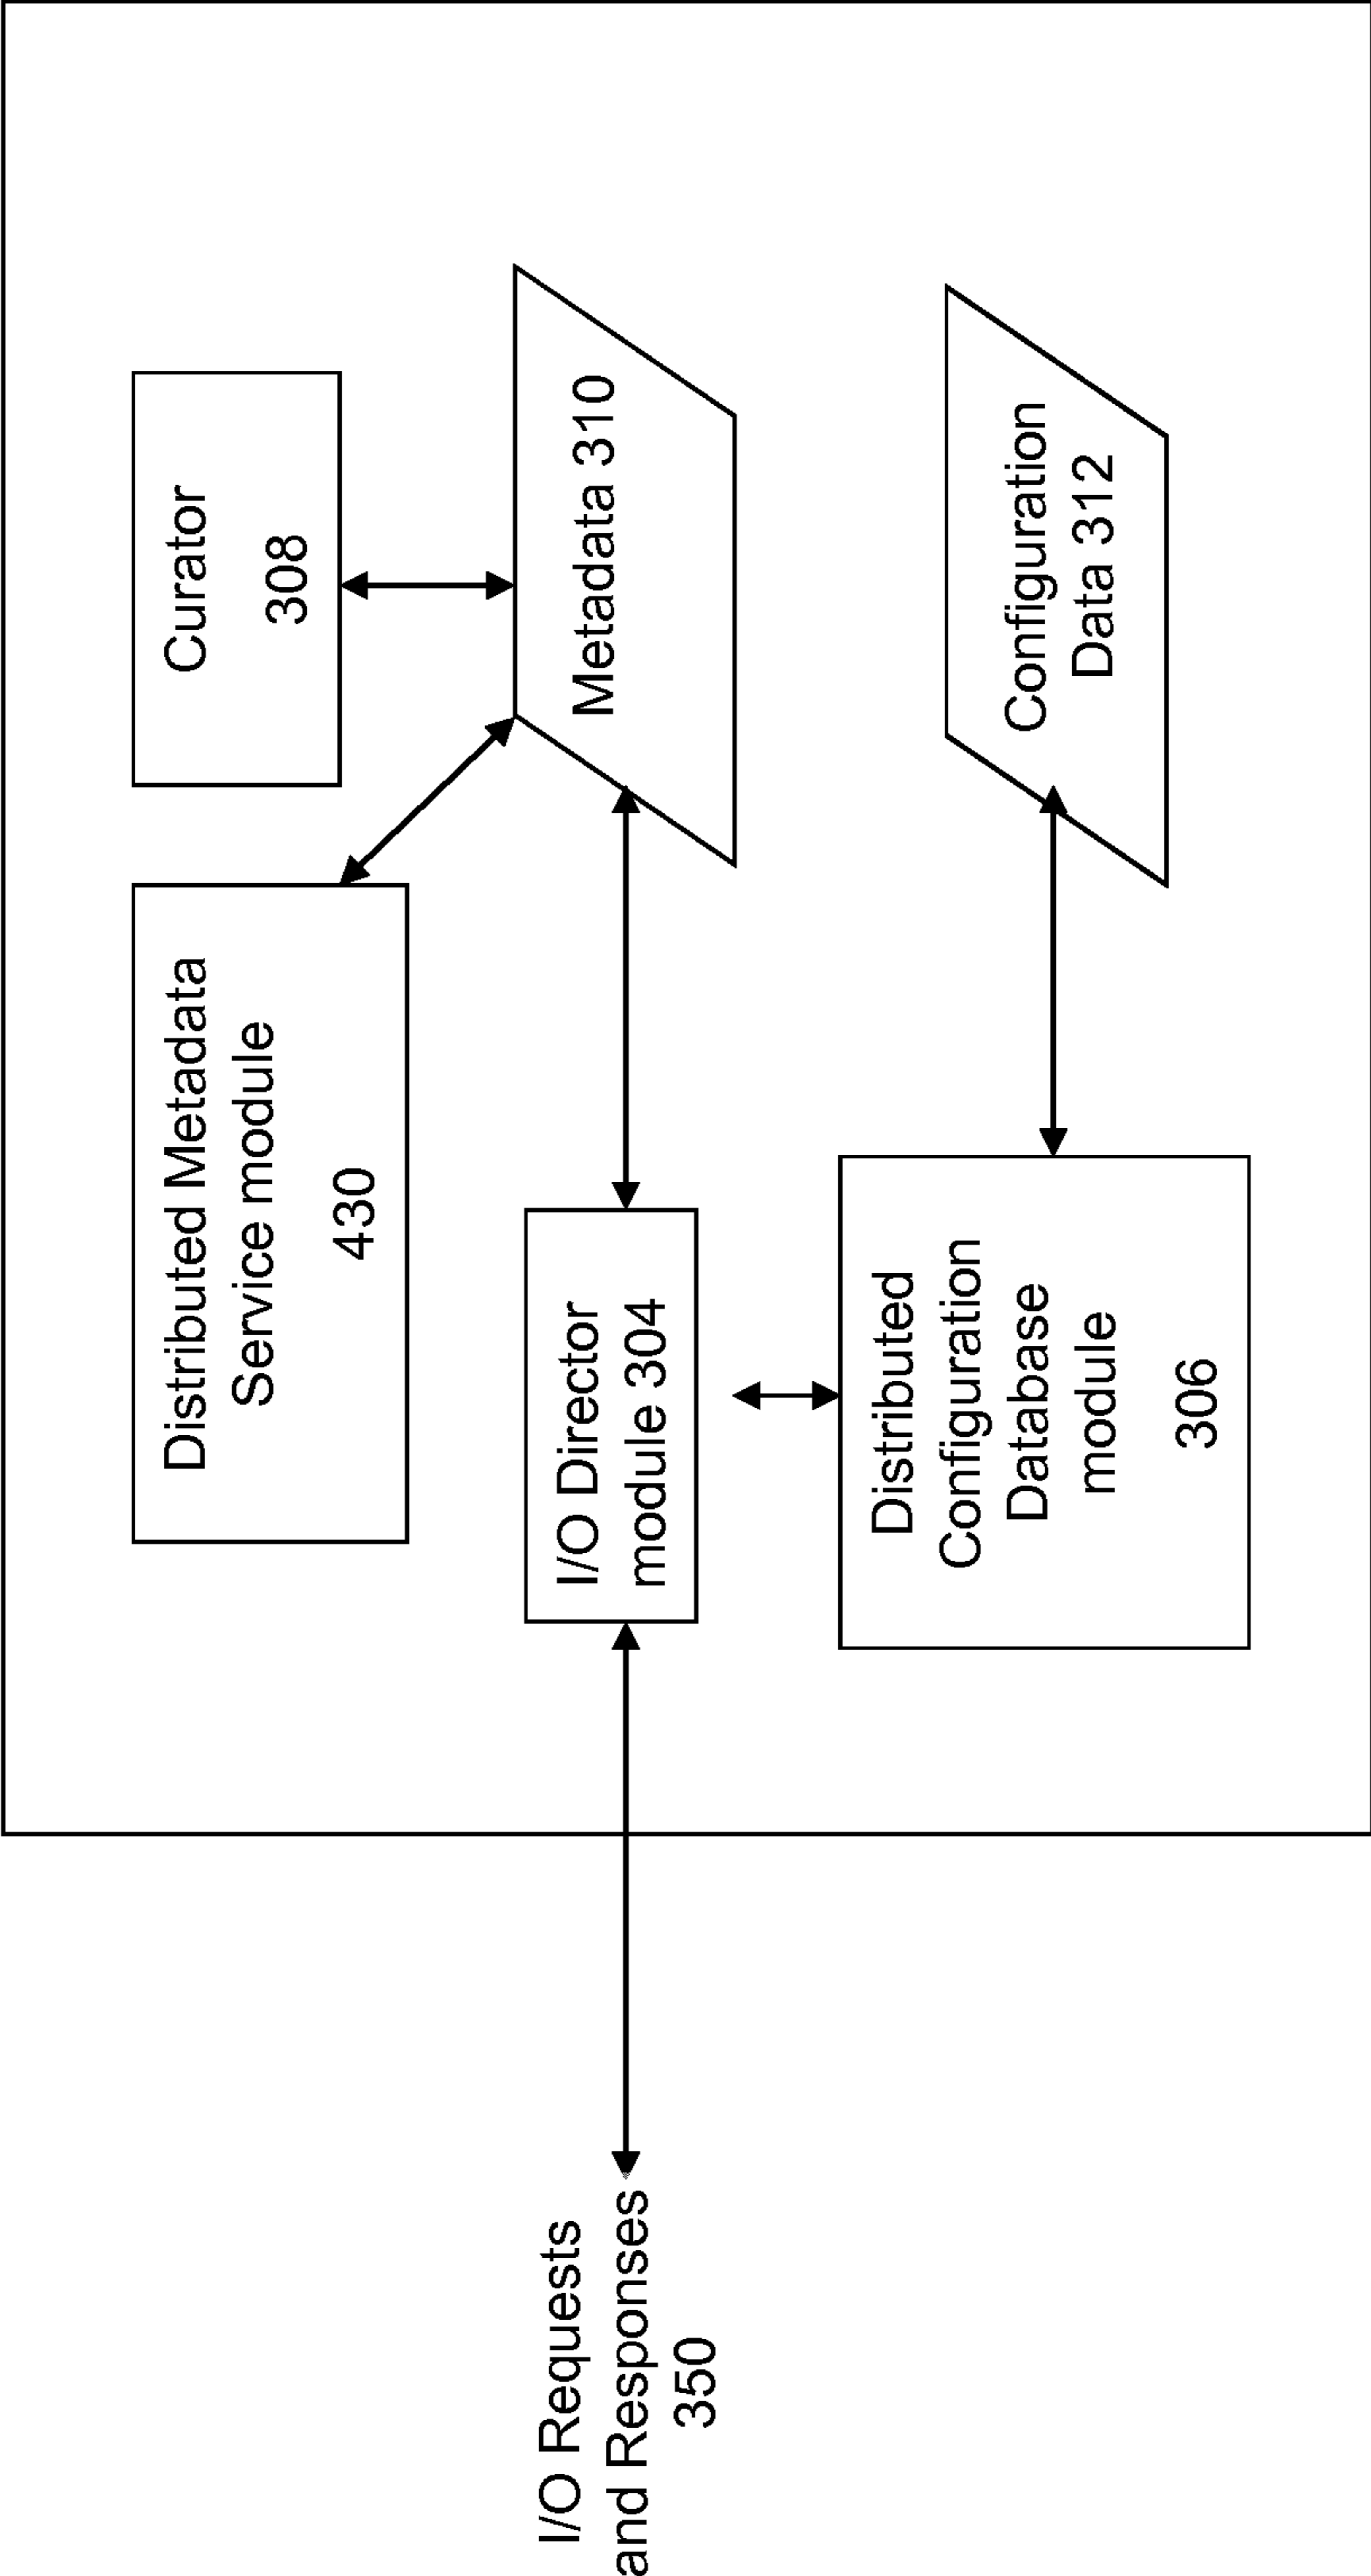 Distributed Metadata
Service module
430
Curator
308
I/O Requests
and Responses
350
I/O Director
module 304
Metadata 310
Distributed
Configuration
Database
module
306
Configuration
Data 312